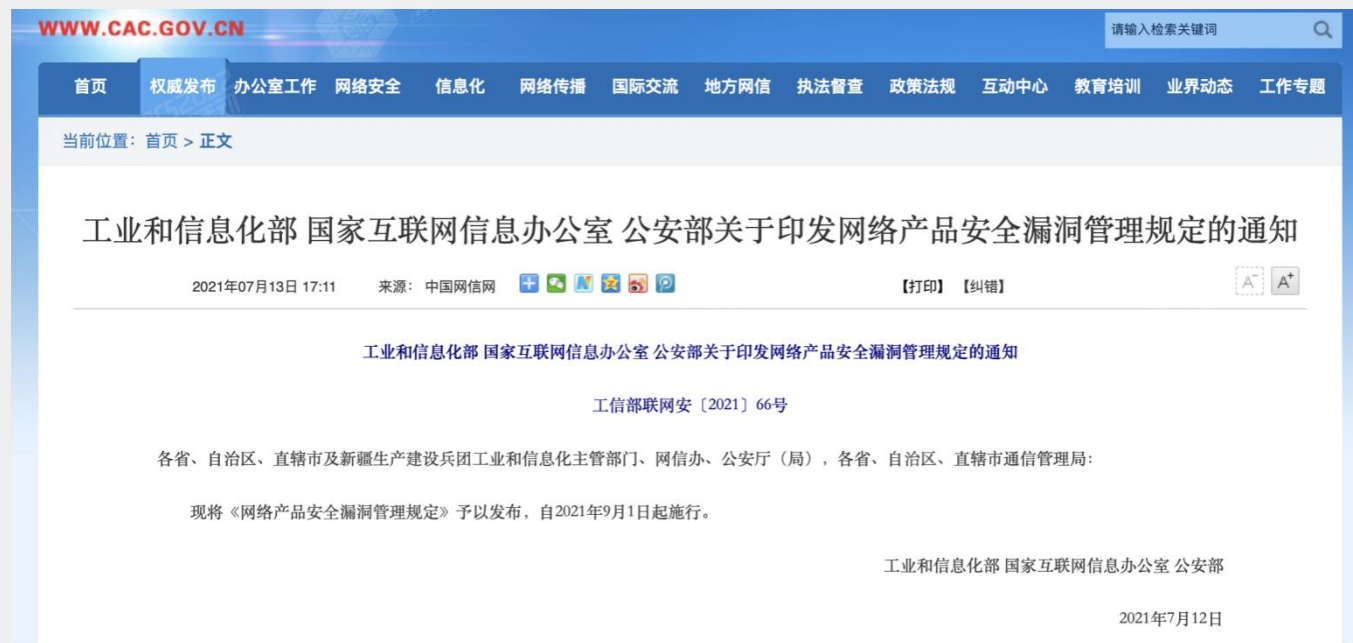 WWW.CAC.GOV.CN
请输入检索关键词
首页 权威发布 办公室工作 网络安全 信息化 网络传播 国际交流 地方网信 执法督查 政策法规 互动中心 教育培训 业界动态 工作专题
当前位置：首页 > 正文
工业和信息化部 国家互联网信息办公室 公安部关于印发网络产品安全漏洞管理规定的通知
2021年07月13日 17:11 来源： 中国网信网 【打印】 【纠错】 A- A+
工业和信息化部 国家互联网信息办公室 公安部关于印发网络产品安全漏洞管理规定的通知
工信部联网安〔2021〕66号
各省、自治区、直辖市及新疆生产建设兵团工业和信息化主管部门、网信办、公安厅（局），各省、自治区、直辖市通信管理局：
现将《网络产品安全漏洞管理规定》予以发布，自2021年9月1日起施行。
工业和信息化部 国家互联网信息办公室 公安部
2021年7月12日